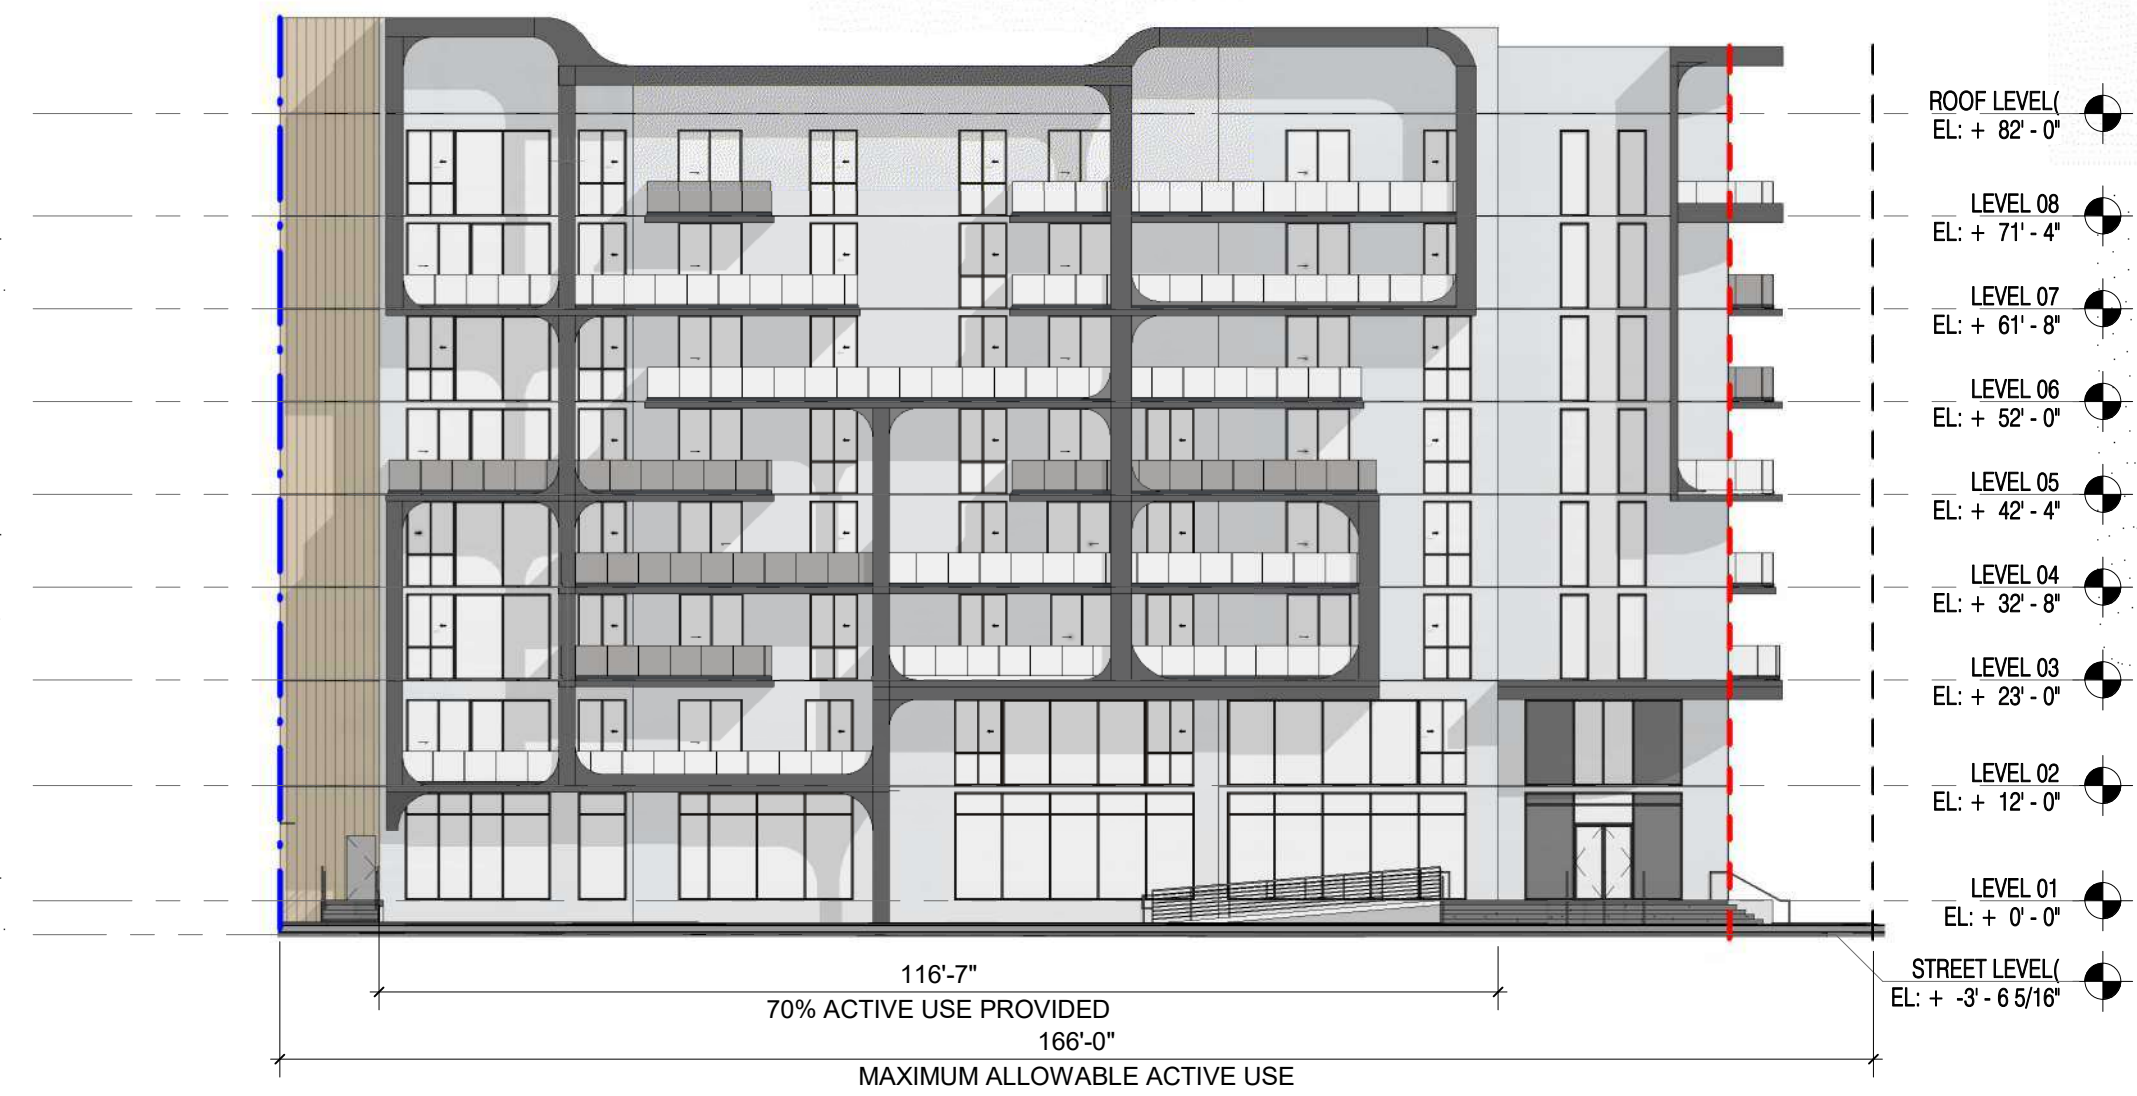 ROOF LEVEL(
EL: + 82' - 0"
LEVEL 08
EL: + 71' - 4"
LEVEL 07
EL: + 61' - 8"
LEVEL 06
EL: + 52' - 0"
LEVEL 05
EL: + 42' - 4"
LEVEL 04
EL: + 32' - 8"
LEVEL 03
EL: + 23' - 0"
LEVEL 02
EL: + 12' - 0"
LEVEL 01
EL: + 0' - 0"
STREET LEVEL(
EL: + -3' - 6 5/16"
116'-7"
70% ACTIVE USE PROVIDED
166'-0"
MAXIMUM ALLOWABLE ACTIVE USE